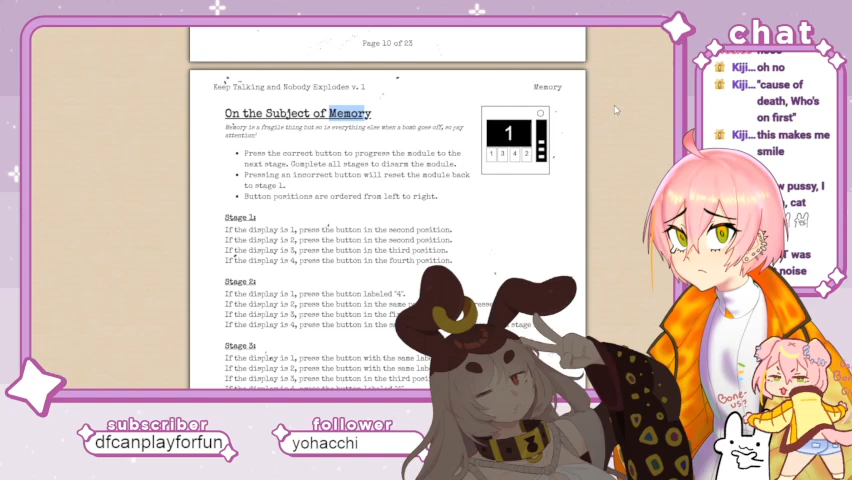 Page 10 of 23
Keep Talking and Nobody Explodes v. 1
Memory
On the Subject of Memory
Memory is a fragile thing but so is everything else when a bomb goes off, so pay
attention!
1
1 3 4 2
Press the correct button to progress the module to the
next stage. Complete all stages to disarm the module.
Pressing an incorrect button will reset the module back
to stage 1.
Button positions are ordered from left to right.
Stage 1:
If the display is 1, press the button in the second position.
If the display is 2, press the button in the second position.
If the display is 3, press the button in the third position.
If the display is 4, press the button in the fourth position.
Stage 2:
If the display is 1, press the button labeled "4".
If the display is 2, press the button in the same
If the display is 3, press the button in the
If the display is 4, press the button in the
stage
Stage 3:
If the display is 1, press the button with the same
If the display is 2, press the button with the same
If the display is 3, press the button in the third
chat
Kiji... oh no
Kiji... "cause of
death, Who's
on first"
Kiji... this makes me
smile
pussy, I
cat
was
noise
BONE-
US?
subscriber
dfcanplayforfun
follower
yohacchi